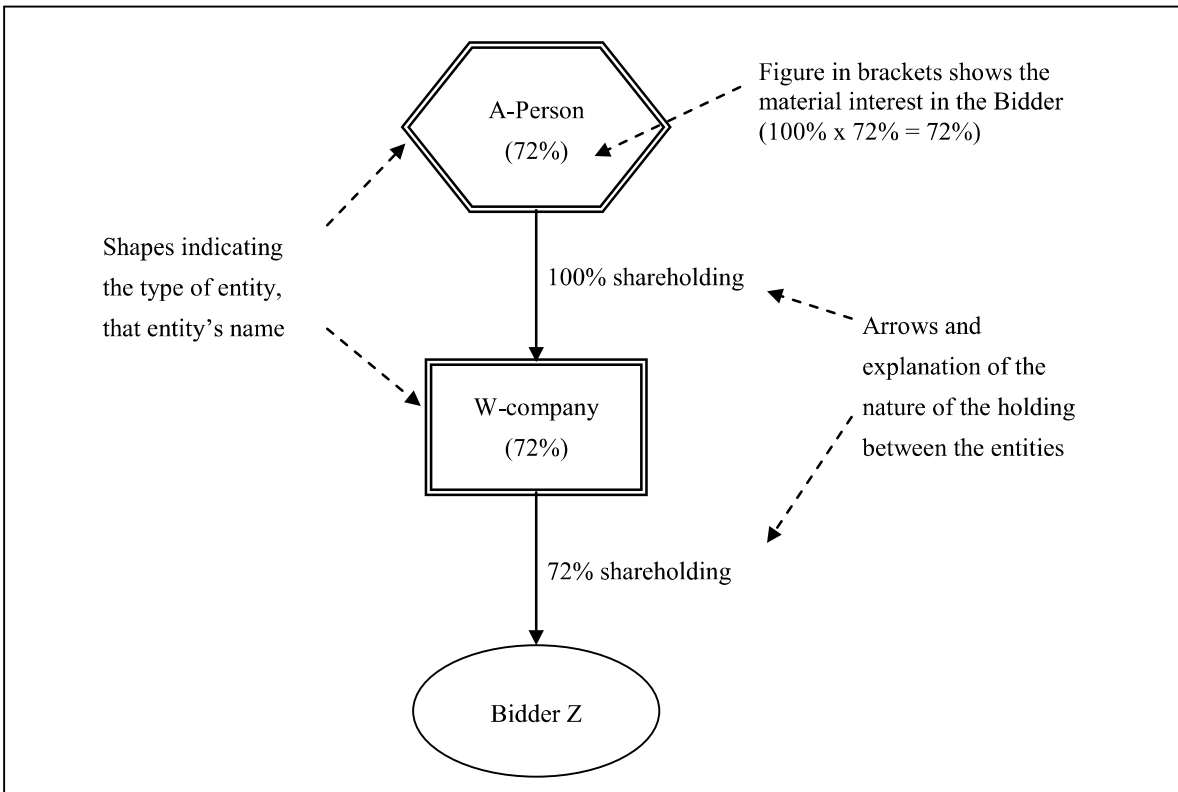 A-Person
(72%)
Figure in brackets shows the
material interest in the Bidder
(100% x 72% = 72%)
Shapes indicating
the type of entity,
that entity’s name
100% shareholding
Arrows and
explanation of the
nature of the holding
between the entities
W-company
(72%)
72% shareholding
Bidder Z